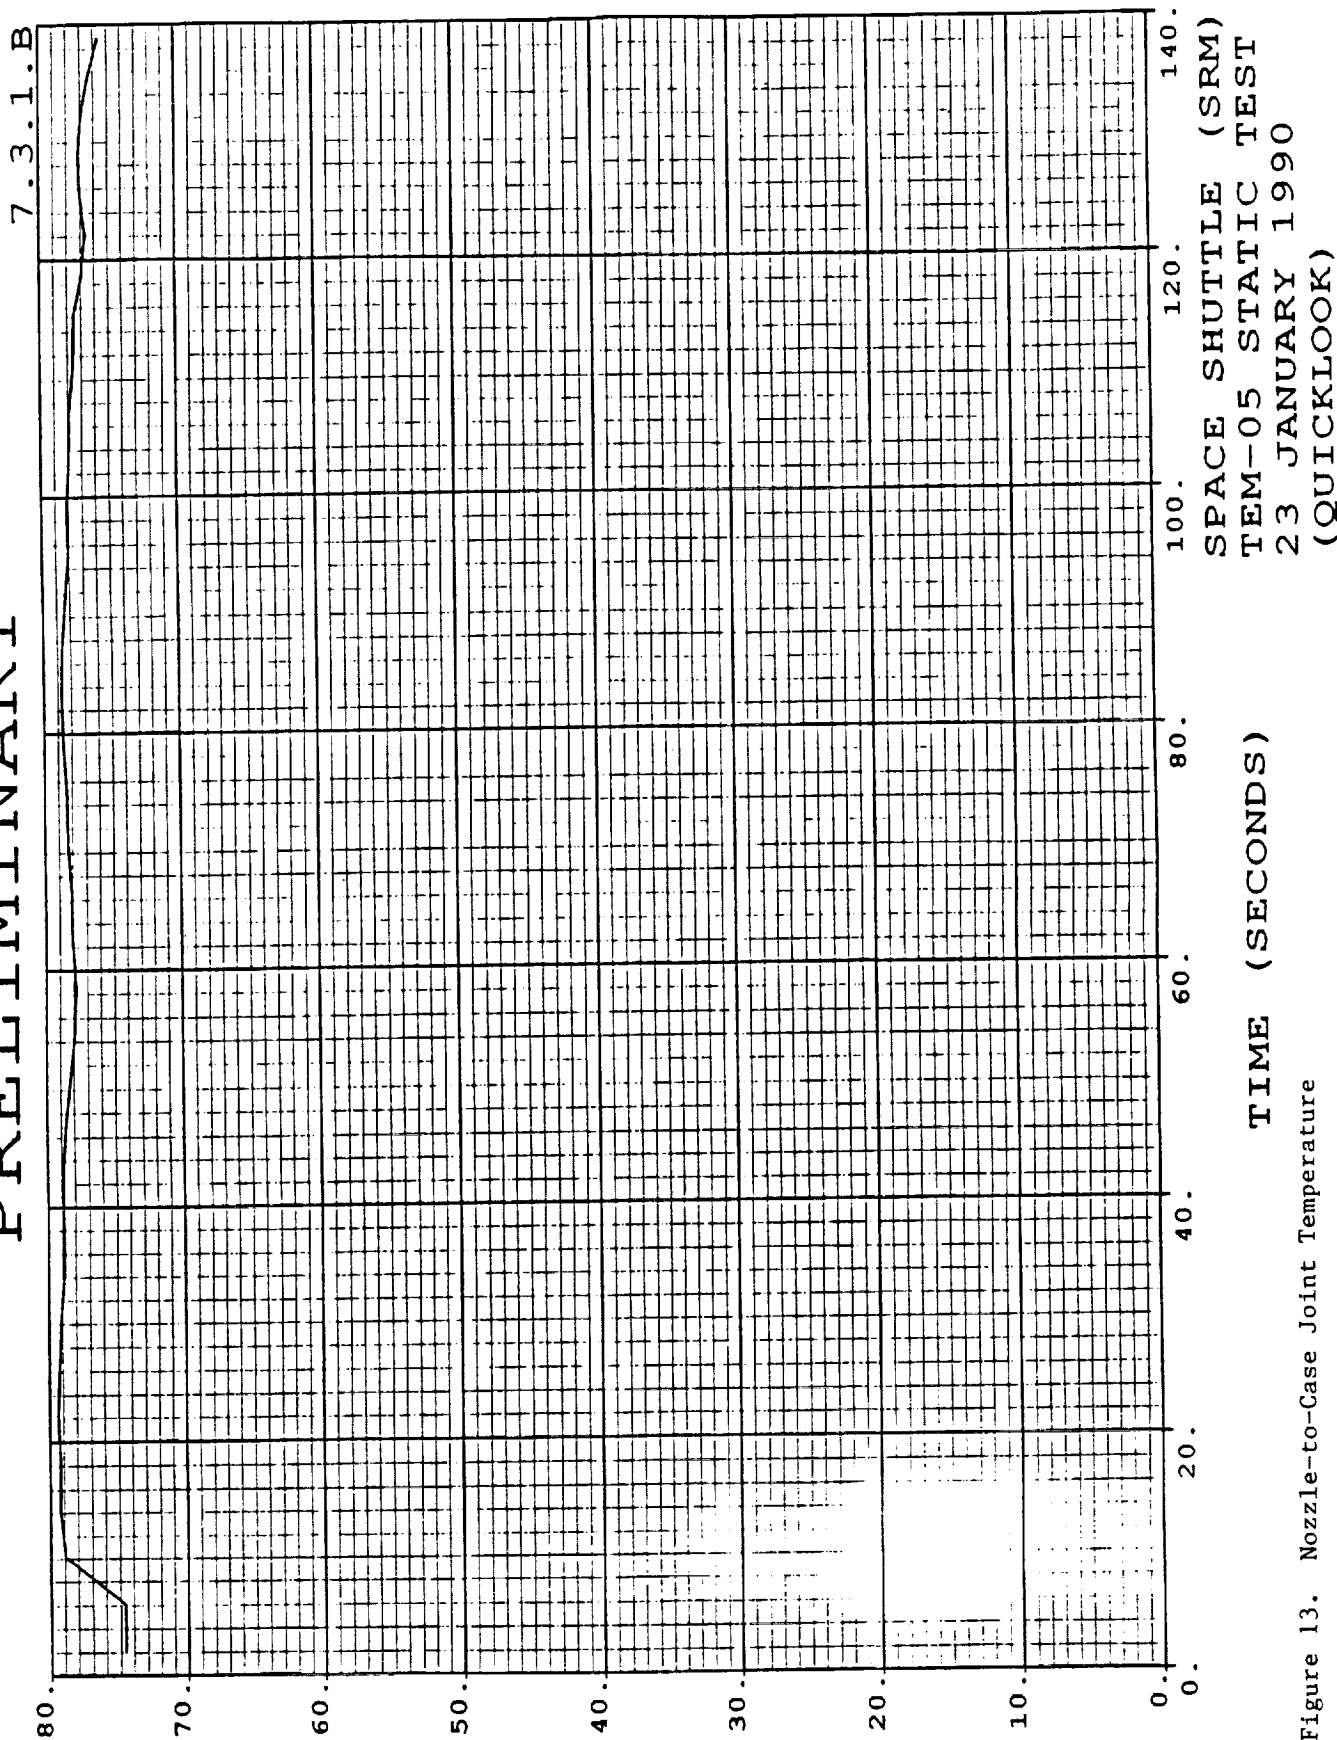 PRELIMINARY
7.3.1.B
80.
70.
60.
50.
40.
30.
20.
10.
0.
0.
20.
40.
60.
80.
100.
120.
140.
TIME (SECONDS)
SPACE SHUTTLE (SRM)
TEM-05 STATIC TEST
23 JANUARY 1990
(QUICKLOOK)
Figure 13. Nozzle-to-Case Joint Temperature